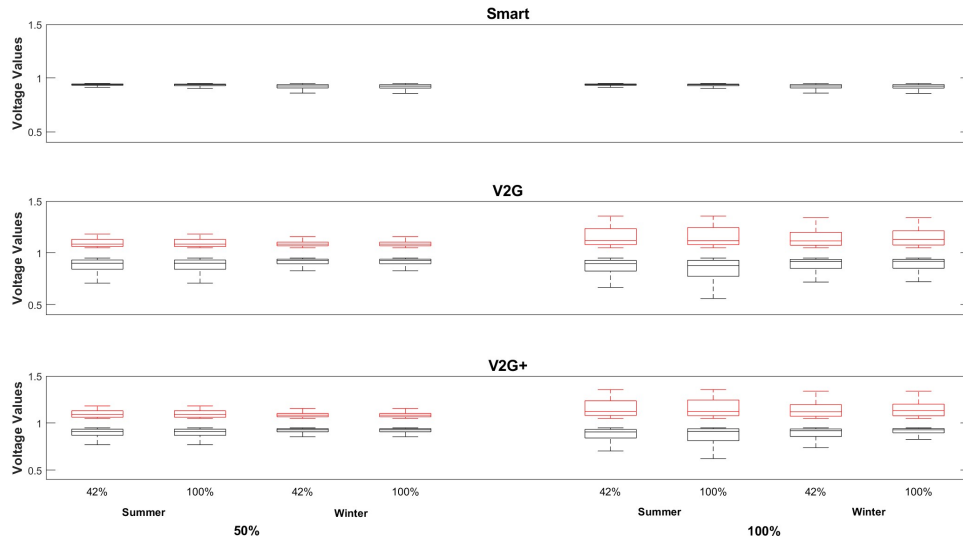 Smart
1.5
1
0.5
Voltage Values
V2G
1.5
1
0.5
Voltage Values
V2G+
1.5
1
0.5
Voltage Values
42% 100% 42% 100% 42% 100% 42% 100%
Summer Winter Summer Winter
50% 100%